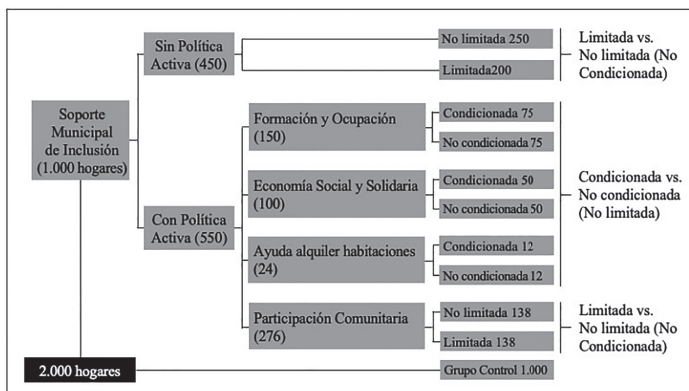 Sin Política
Activa (450)
No limitada 250
Limitada200
Limitada vs.
No limitada (No
Condicionada)
Soporte
Municipal
de Inclusión
(1.000 hogares)
Con Política
Activa (550)
Formación y Ocupación
(150)
Condicionada 75
No condicionada 75
Economía Social y Solidaria
(100)
Condicionada 50
No condicionada 50
Ayuda alquiler habitaciones
(24)
Condicionada 12
No condicionada 12
Condicionada vs.
No condicionada
(No limitada)
Participación Comunitaria
(276)
No limitada 138
Limitada 138
Limitada vs.
No limitada (No
Condicionada)
2.000 hogares
Grupo Control 1.000